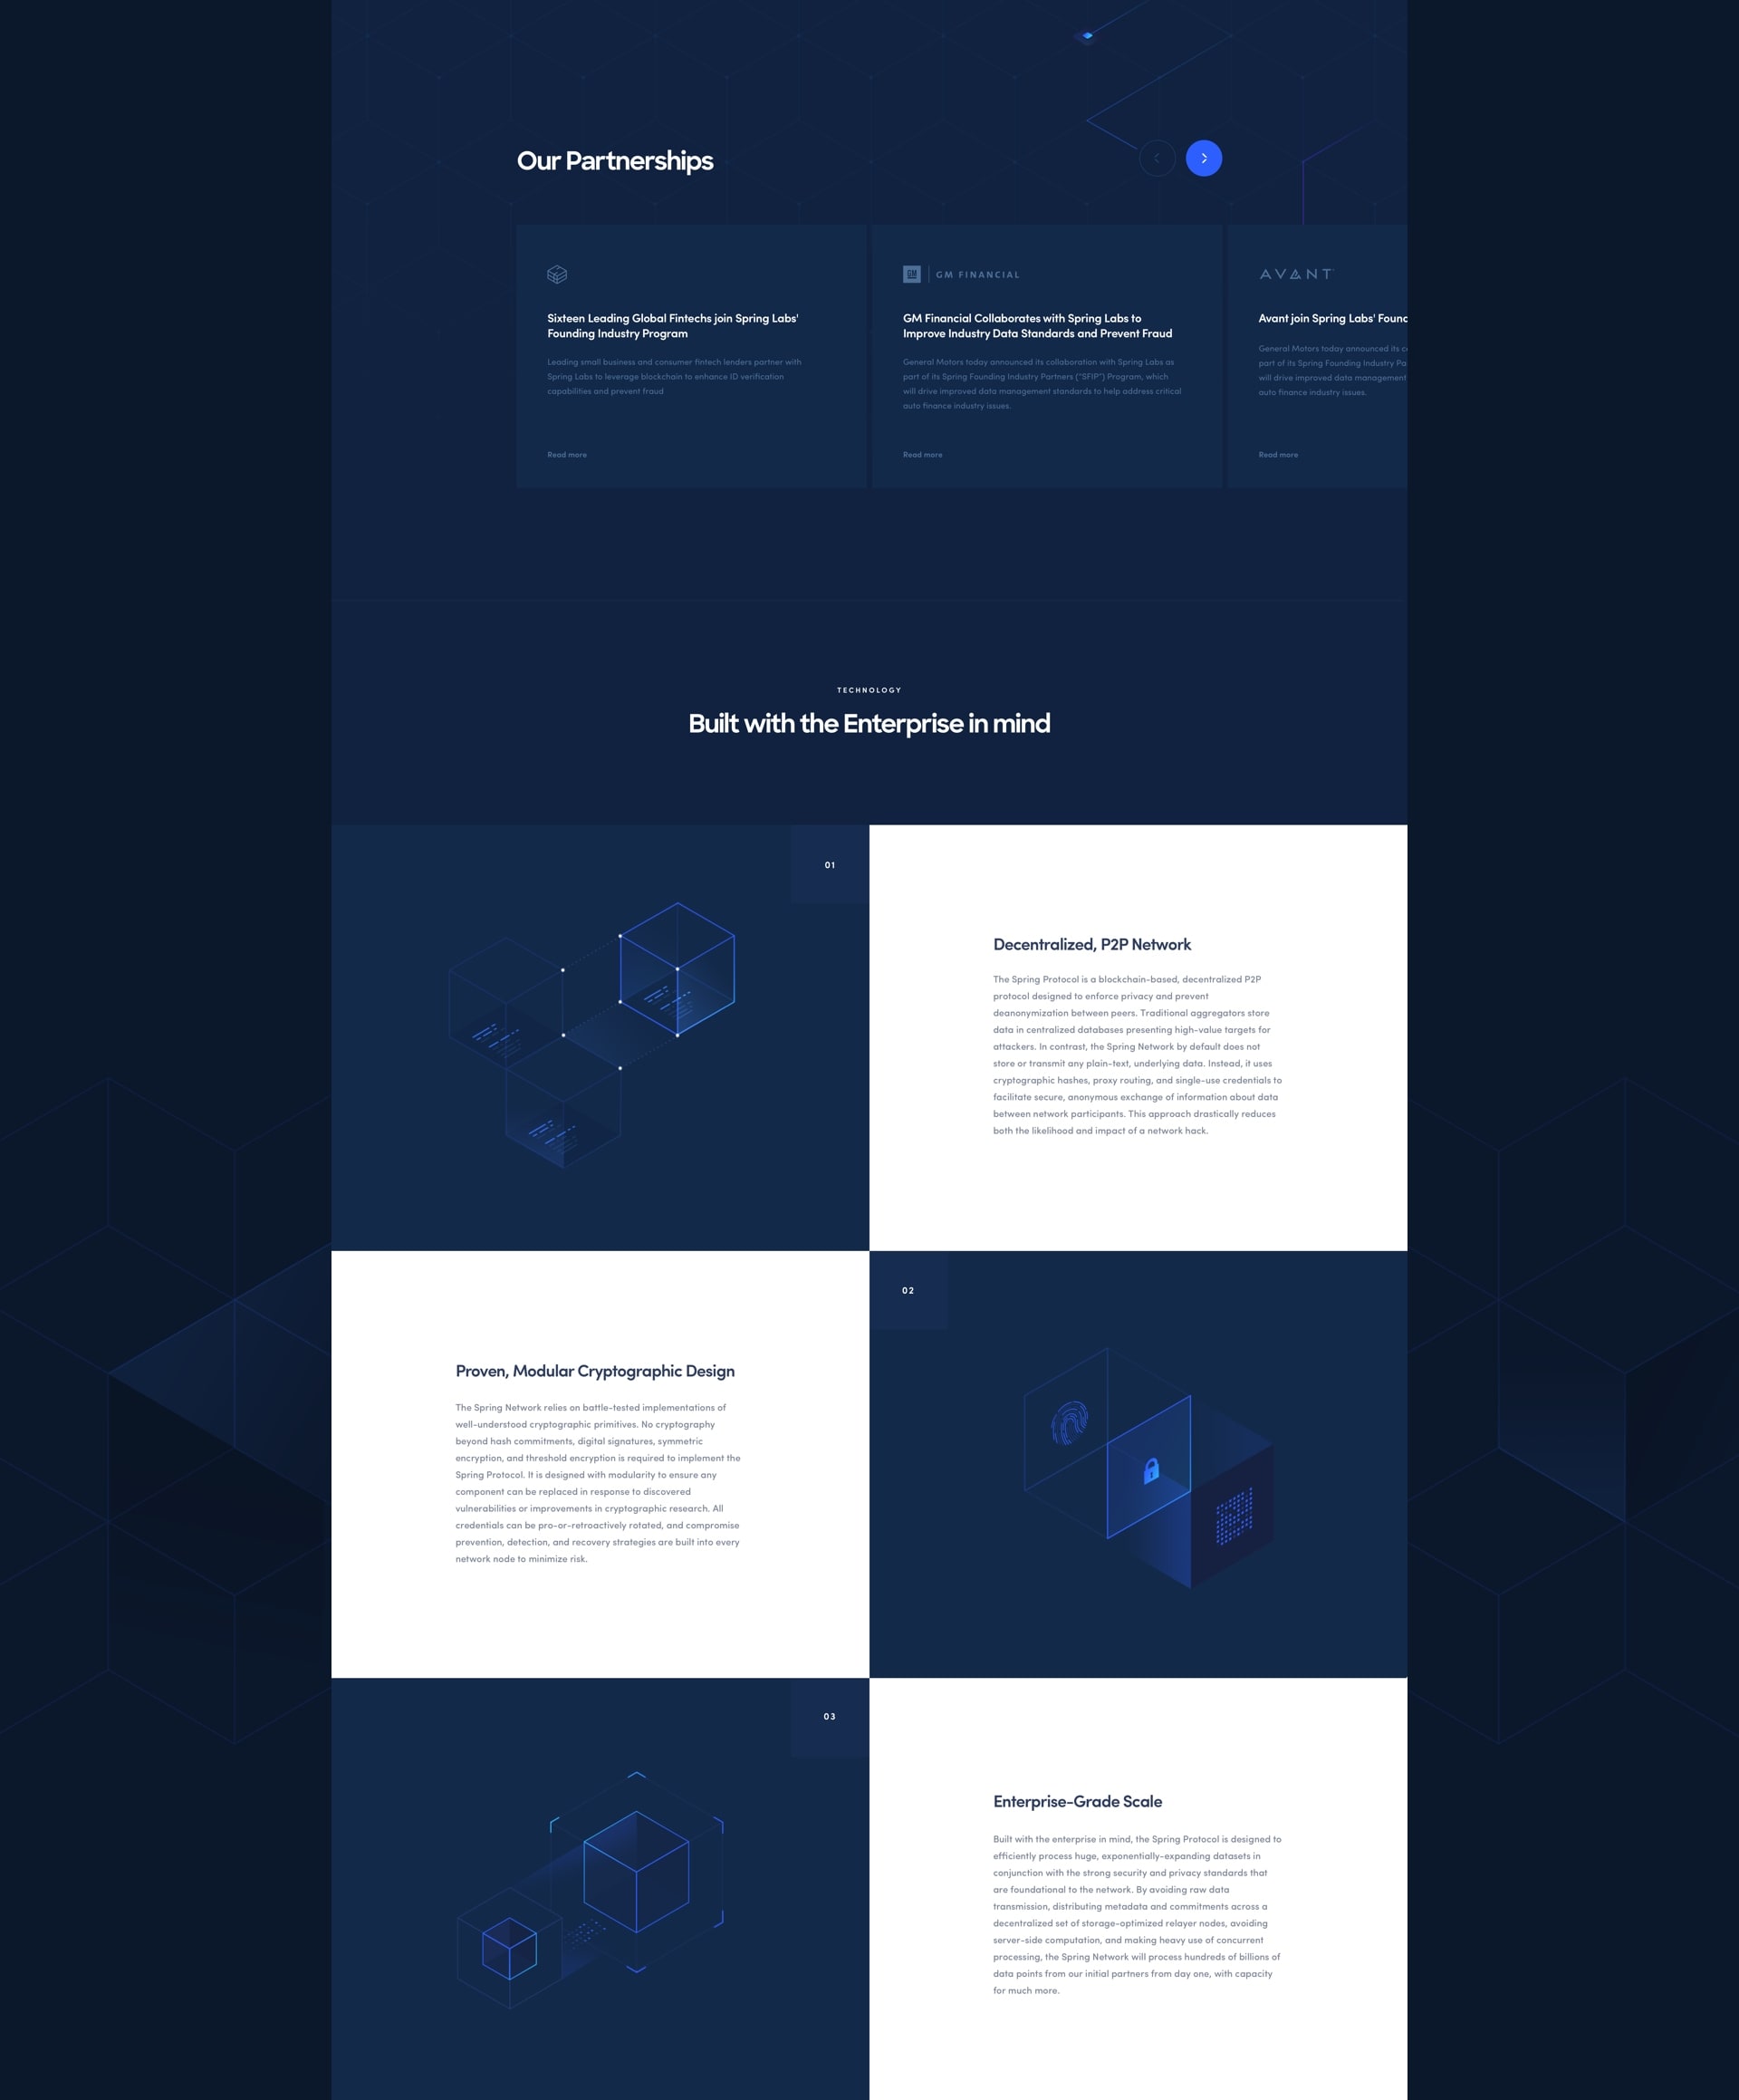 Our Partnerships
Sixteen Leading Global Fintechs join Spring Labs'
Founding Industry Program
Leading small business and consumer fintech lenders partner with
Spring Labs to leverage blockchain to enhance ID verification
capabilities and prevent fraud
Read more
GM
GM FINANCIAL
GM Financial Collaborates with Spring Labs to
Improve Industry Data Standards and Prevent Fraud
General Motors today announced its collaboration with Spring Labs as
part of its Spring Founding Industry Partners ("SFIP") Program, which
will drive improved data management standards to help address critical
auto finance industry issues.
Read more
AVANT
Avant join Spring Labs' Found
General Motors today announced its c
part of its Spring Founding Industry Pa
will drive improved data management
auto finance industry issues.
Read more
TECHNOLOGY
Built with the Enterprise in mind
01
Decentralized, P2P Network
The Spring Protocol is a blockchain-based, decentralized P2P
protocol designed to enforce privacy and prevent
deanonymization between peers. Traditional aggregators store
data in centralized databases presenting high-value targets for
attackers. In contrast, the Spring Network by default does not
store or transmit any plain-text, underlying data. Instead, it uses
cryptographic hashes, proxy routing, and single-use credentials to
facilitate secure, anonymous exchange of information about data
between network participants. This approach drastically reduces
both the likelihood and impact of a network hack.
02
Proven, Modular Cryptographic Design
The Spring Network relies on battle-tested implementations of
well-understood cryptographic primitives. No cryptography
beyond hash commitments, digital signatures, symmetric
encryption, and threshold encryption is required to implement the
Spring Protocol. It is designed with modularity to ensure any
component can be replaced in response to discovered
vulnerabilities or improvements in cryptographic research. All
credentials can be pro-or-retroactively rotated, and compromise
prevention, detection, and recovery strategies are built into every
network node to minimize risk.
03
Enterprise-Grade Scale
Built with the enterprise in mind, the Spring Protocol is designed to
efficiently process huge, exponentially-expanding datasets in
conjunction with the strong security and privacy standards that
are foundational to the network. By avoiding raw data
transmission, distributing metadata and commitments across a
decentralized set of storage-optimized relayer nodes, avoiding
server-side computation, and making heavy use of concurrent
processing, the Spring Network will process hundreds of billions of
data points from our initial partners from day one, with capacity
for much more.